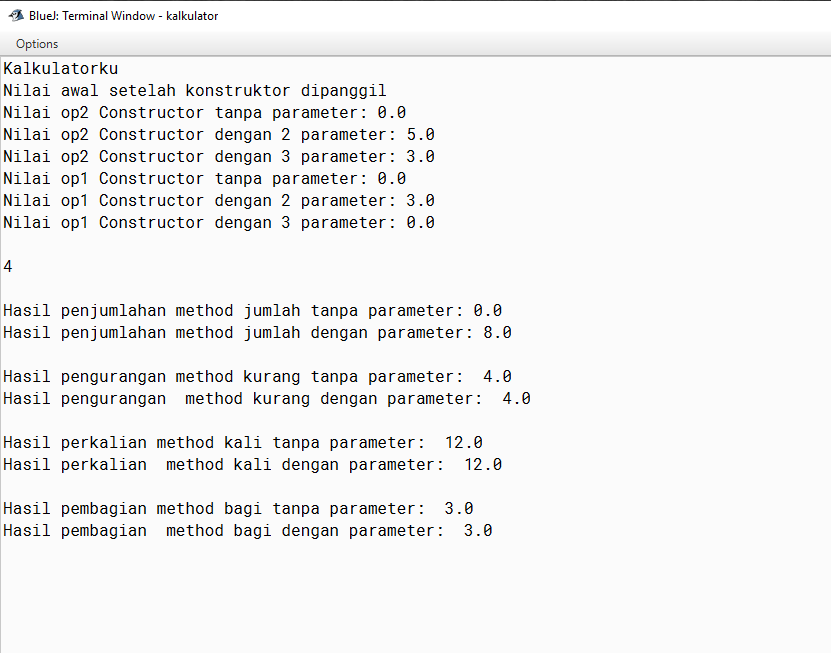 BlueJ: Terminal Window - kalkulator
Options
Kalkulatorku
Nilai awal setelah konstruktor dipanggil
Nilai op2 Constructor tanpa parameter: 0.0
Nilai op2 Constructor dengan 2 parameter: 5.0
Nilai op2 Constructor dengan 3 parameter: 3.0
Nilai op1 Constructor tanpa parameter: 0.0
Nilai op1 Constructor dengan 2 parameter: 3.0
Nilai op1 Constructor dengan 3 parameter: 0.0
4
Hasil penjumlahan method jumlah tanpa parameter: 0.0
Hasil penjumlahan method jumlah dengan parameter: 8.0
Hasil pengurangan method kurang tanpa parameter:  4.0
Hasil pengurangan  method kurang dengan parameter:  4.0
Hasil perkalian method kali tanpa parameter:  12.0
Hasil perkalian  method kali dengan parameter:  12.0
Hasil pembagian method bagi tanpa parameter:  3.0
Hasil pembagian  method bagi dengan parameter:  3.0